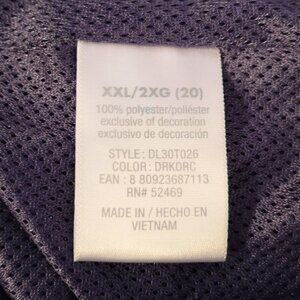 XXL/2XG (20)
100% polyester/poliéster
exclusive of decoration
exclusivo de decoración
STYLE : DL30T026
COLOR : DRKORC
EAN : 8 80923687113
RN# 52469
MADE IN / HECHO EN
VIETNAM